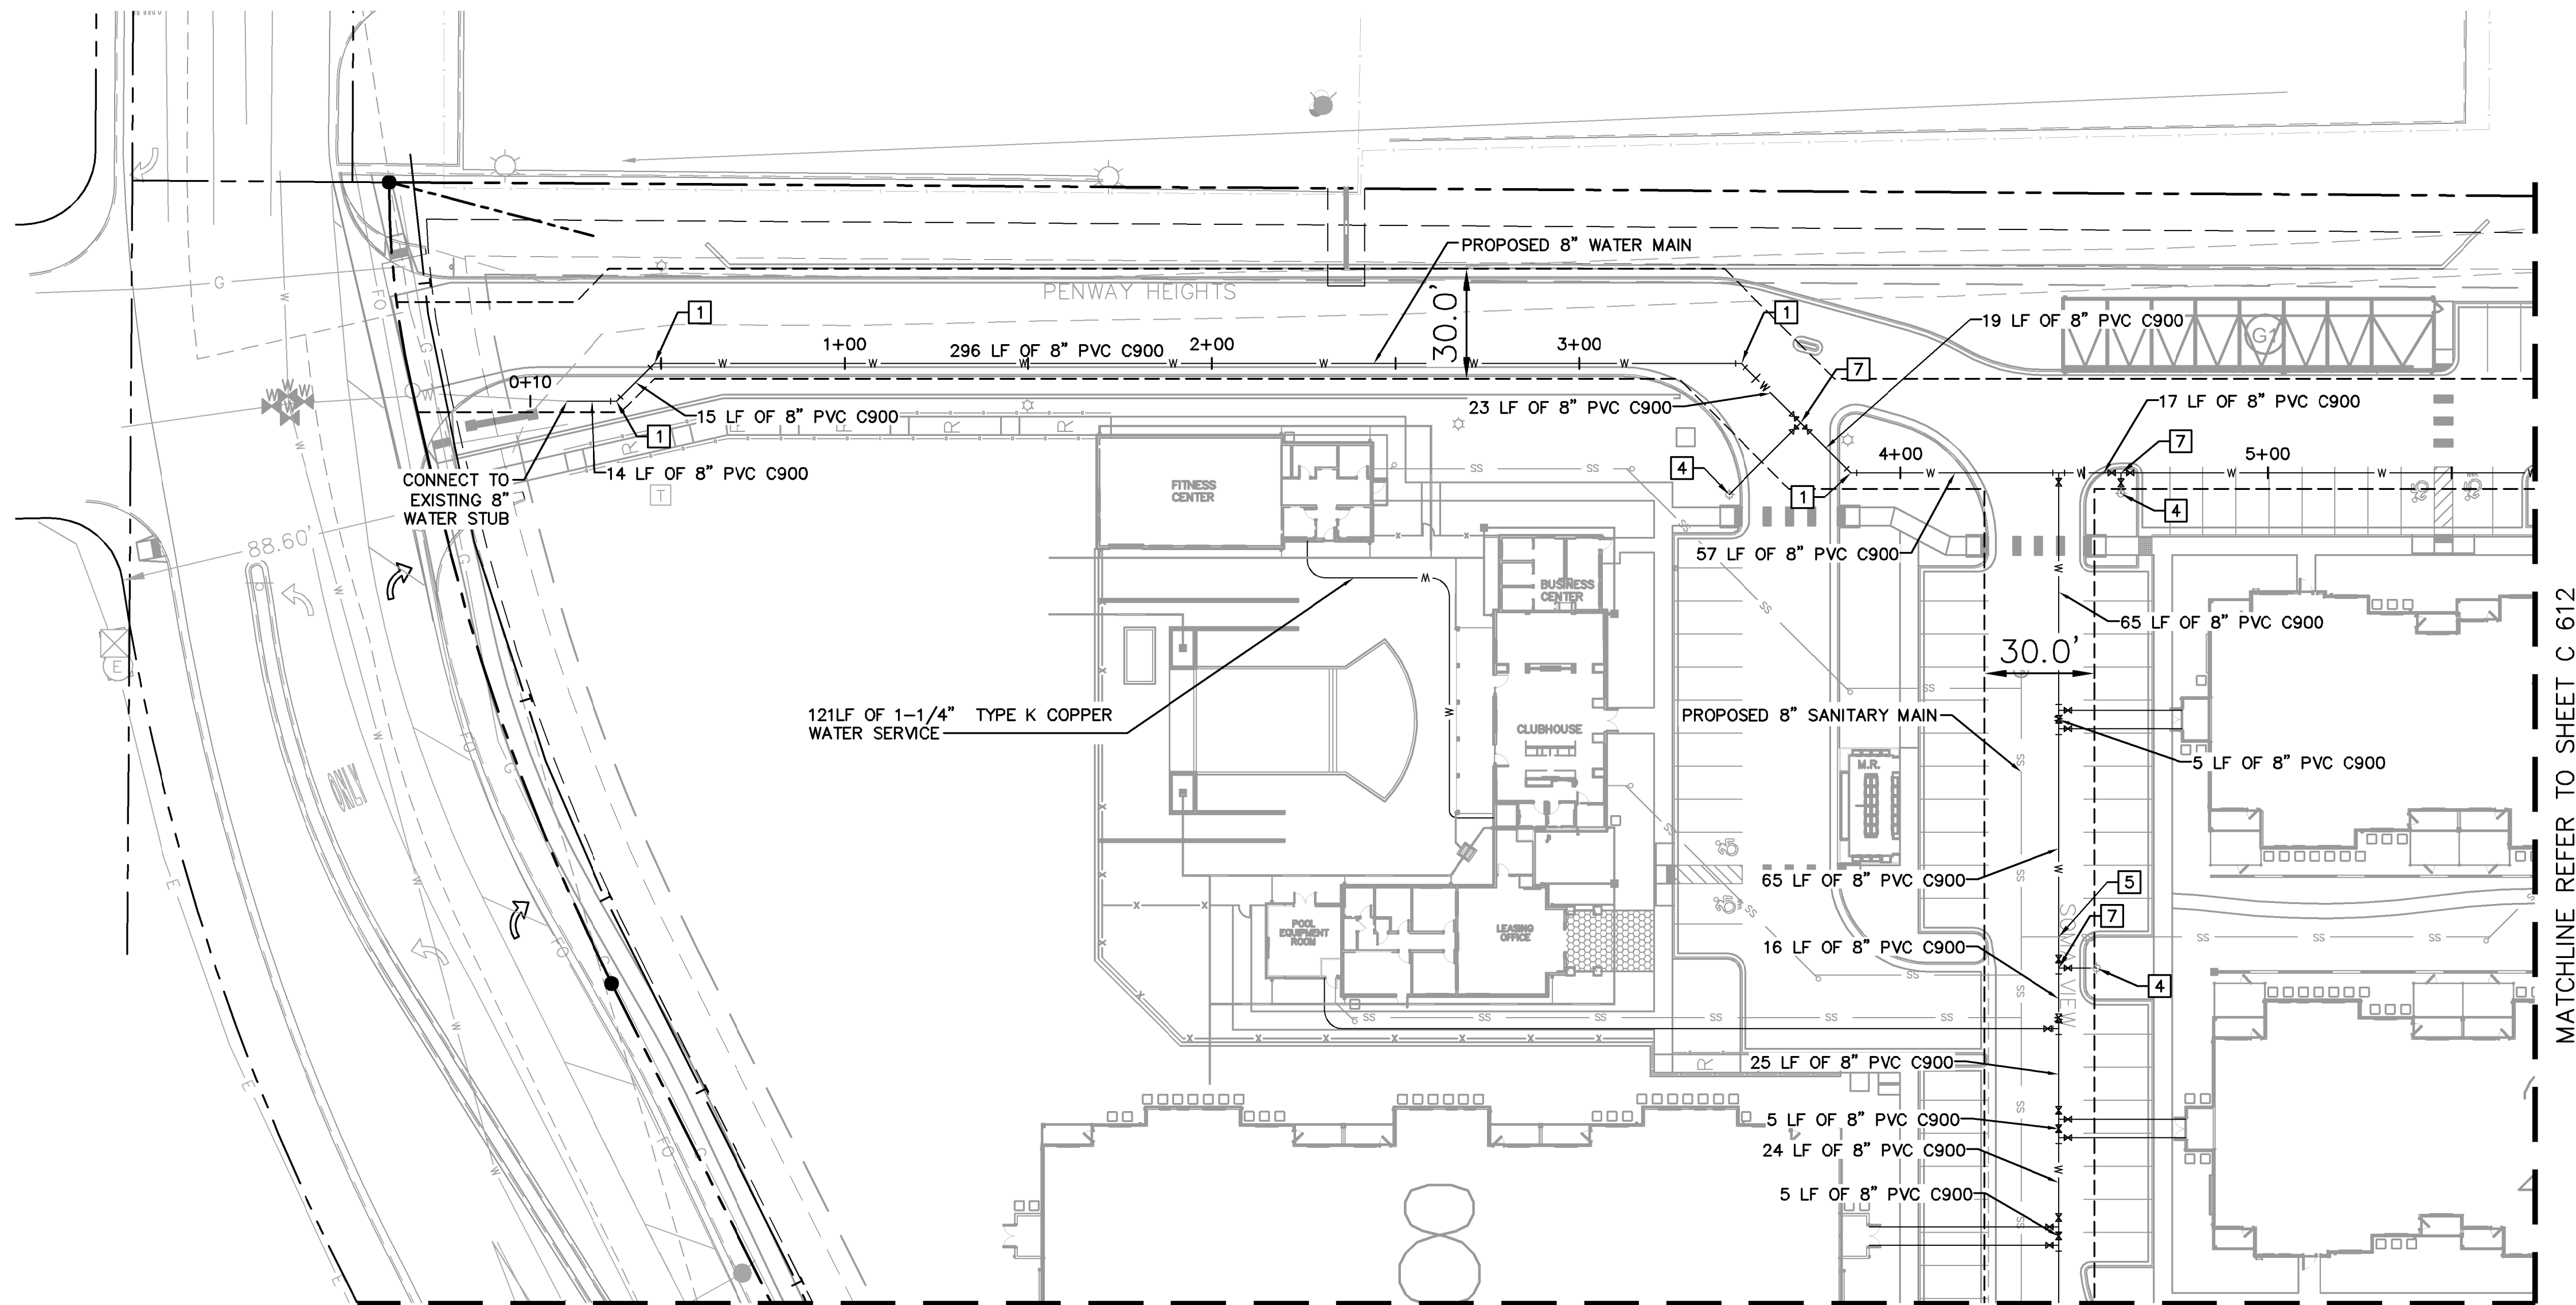 PROPOSED 8" WATER MAIN
PENWAY HEIGHTS
30.0'
1
1
19 LF OF 8" PVC C900
G1
0+10
1+00
296 LF OF 8" PVC C900
2+00
3+00
7
15 LF OF 8" PVC C900
1
23 LF OF 8" PVC C900
17 LF OF 8" PVC C900
7
4+00
5+00
14 LF OF 8" PVC C900
CONNECT TO
EXISTING 8"
WATER STUB
T
4
1
4
FITNESS
CENTER
88.60'
57 LF OF 8" PVC C900
BUSINESS
CENTER
65 LF OF 8" PVC C900
30.0'
E
121LF OF 1-1/4" TYPE K COPPER
WATER SERVICE
CLUBHOUSE
PROPOSED 8" SANITARY MAIN
M.R.
5 LF OF 8" PVC C900
ONLY
65 LF OF 8" PVC C900
5
7
POOL
EQUIPMENT
ROOM
LEASING
OFFICE
16 LF OF 8" PVC C900
4
25 LF OF 8" PVC C900
5 LF OF 8" PVC C900
24 LF OF 8" PVC C900
5 LF OF 8" PVC C900
MATCHLINE REFER TO SHEET C 612